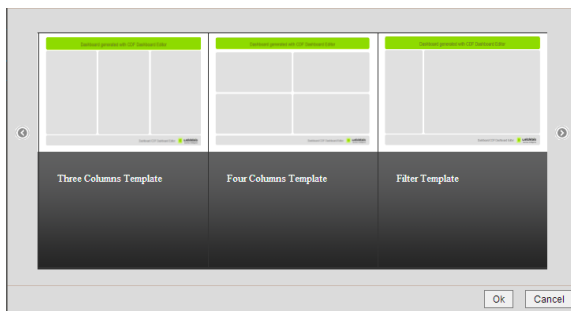 Dashboard generated with CDF Dashboard Editor
Dashboard generated with CDF Dashboard Editor
Dashboard generated with CDF Dashboard Editor
Three Columns Template
Four Columns Template
Filter Template
Ok
Cancel